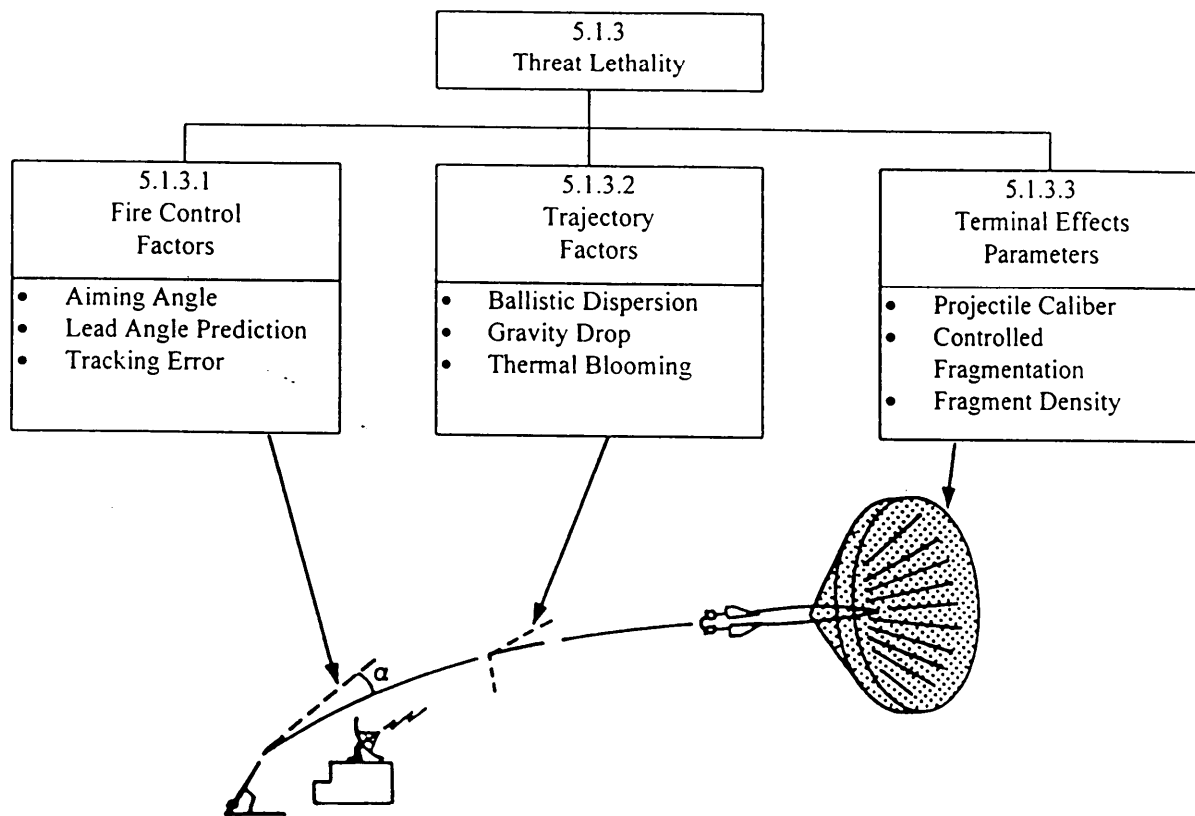 5.1.3
Threat Lethality
5.1.3.1
Fire Control
Factors
• Aiming Angle
• Lead Angle Prediction
• Tracking Error
5.1.3.2
Trajectory
Factors
• Ballistic Dispersion
• Gravity Drop
• Thermal Blooming
5.1.3.3
Terminal Effects
Parameters
• Projectile Caliber
• Controlled
Fragmentation
• Fragment Density
α